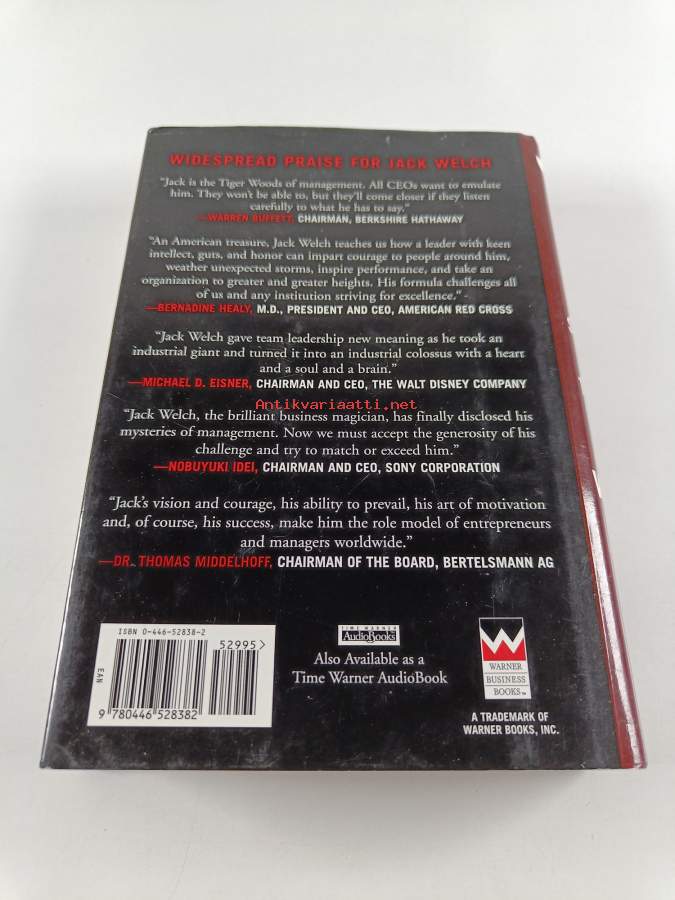 WIDESPREAD PRAISE FOR JACK WELCH
“Jack is the Tiger Woods of management. All CEOs want to emulate
him. They won’t be able to, but they’ll come closer if they listen
carefully to what he has to say.”
—WARREN BUFFETT, CHAIRMAN, BERKSHIRE HATHAWAY
“An American treasure, Jack Welch teaches us how a leader with keen
intellect, guts, and honor can impart courage to people around him,
weather unexpected storms, inspire performance, and take an
organization to greater and greater heights. His formula challenges all
of us and any institution striving for excellence.” -
—BERNADINE HEALY, M.D., PRESIDENT AND CEO, AMERICAN RED CROSS
“Jack Welch gave team leadership new meaning as he took an
industrial giant and turned it into an industrial colossus with a heart
and a soul and a brain.”
—MICHAEL D. EISNER, CHAIRMAN AND CEO, THE WALT DISNEY COMPANY
Antikvariaatti.net
“Jack Welch, the brilliant business magician, has finally disclosed his
mysteries of management. Now we must accept the generosity of his
challenge and try to match or exceed him.”
—NOBUYUKI IDEI, CHAIRMAN AND CEO, SONY CORPORATION
“Jack’s vision and courage, his ability to prevail, his art of motivation
and, of course, his success, make him the role model of entrepreneurs
and managers worldwide.”
—DR. THOMAS MIDDELHOFF, CHAIRMAN OF THE BOARD, BERTELSMANN AG
ISBN 0-446-52838-2
52995>
EAN
9 780446 528382
TIME WARNER
AudioBooks
Also Available as a
Time Warner AudioBook
W
WARNER
BUSINESS
BOOKS™
A TRADEMARK OF
WARNER BOOKS, INC.